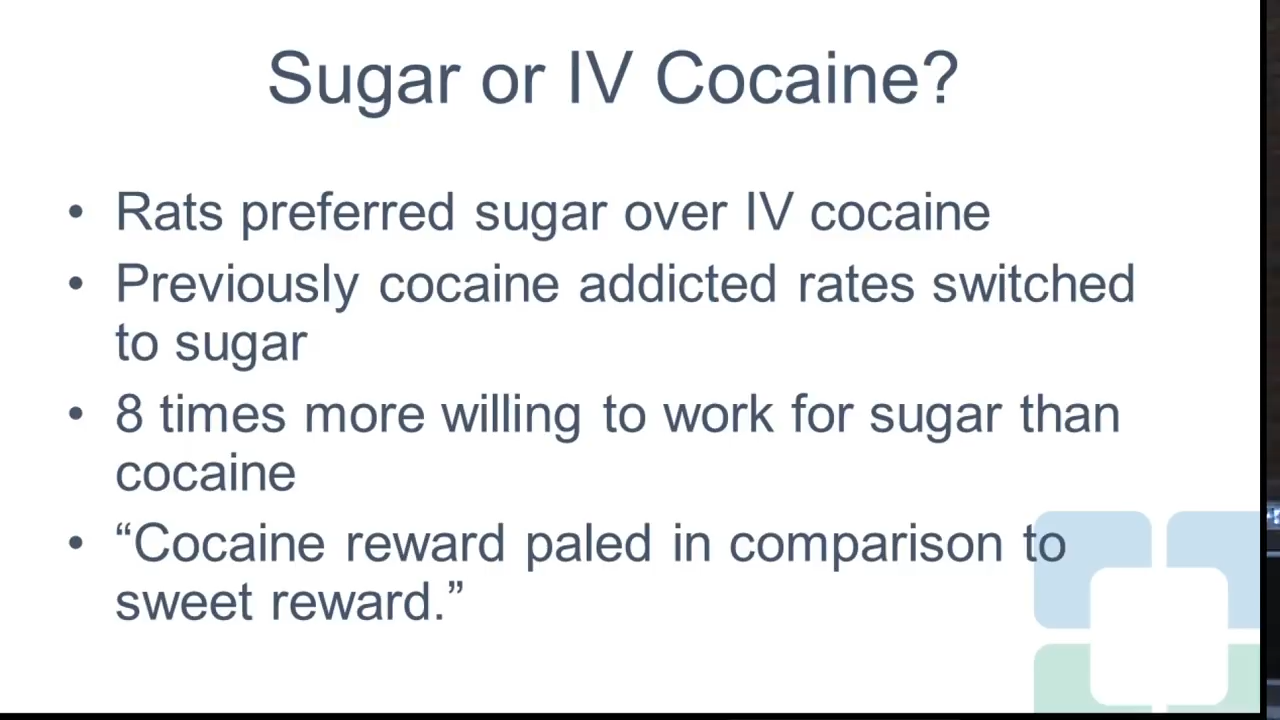 Sugar or IV Cocaine?
• Rats preferred sugar over IV cocaine
• Previously cocaine addicted rates switched
to sugar
• 8 times more willing to work for sugar than
cocaine
• “Cocaine reward paled in comparison to
sweet reward.”